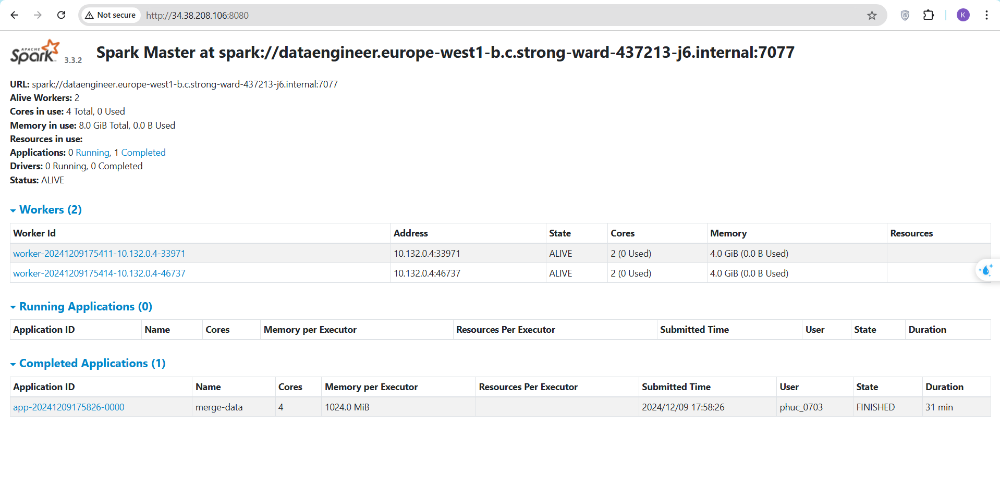 Not secure http://34.38.208.106:8080 K
APACHE Spark 3.3.2 Spark Master at spark://dataengineer.europe-west1-b.c.strong-ward-437213-j6.internal:7077
URL: spark://dataengineer.europe-west1-b.c.strong-ward-437213-j6.internal:7077
Alive Workers: 2
Cores in use: 4 Total, 0 Used
Memory in use: 8.0 GiB Total, 0.0 B Used
Resources in use:
Applications: 0 Running, 1 Completed
Drivers: 0 Running, 0 Completed
Status: ALIVE
Workers (2)
Worker Id Address State Cores Memory Resources
worker-20241209175411-10.132.0.4-33971 10.132.0.4:33971 ALIVE 2 (0 Used) 4.0 GiB (0.0 B Used)
worker-20241209175414-10.132.0.4-46737 10.132.0.4:46737 ALIVE 2 (0 Used) 4.0 GiB (0.0 B Used)
Running Applications (0)
Application ID Name Cores Memory per Executor Resources Per Executor Submitted Time User State Duration
Completed Applications (1)
Application ID Name Cores Memory per Executor Resources Per Executor Submitted Time User State Duration
app-20241209175826-0000 merge-data 4 1024.0 MiB 2024/12/09 17:58:26 phuc_0703 FINISHED 31 min